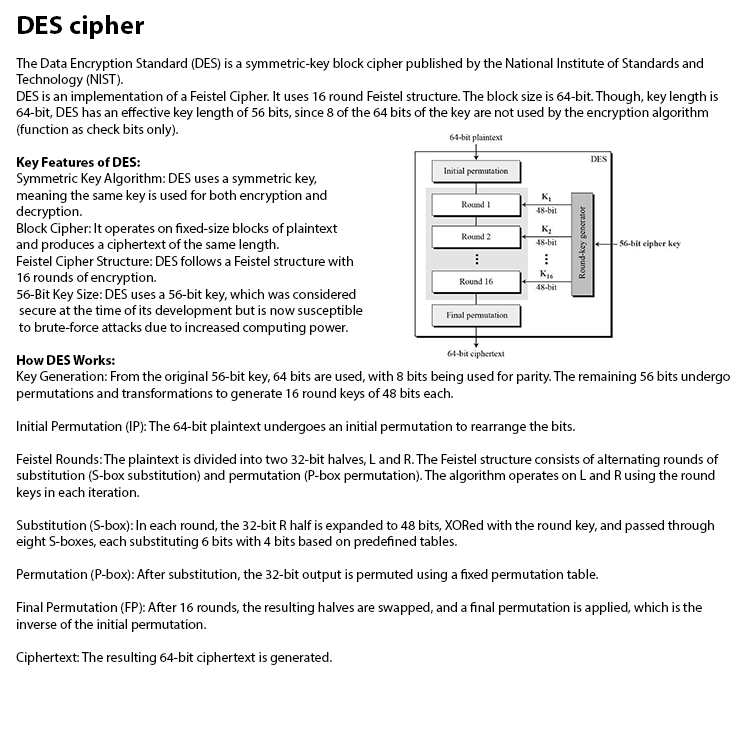 DES cipher
The Data Encryption Standard (DES) is a symmetric-key block cipher published by the National Institute of Standards and
Technology (NIST).
DES is an implementation of a Feistel Cipher. It uses 16 round Feistel structure. The block size is 64-bit. Though, key length is
64-bit, DES has an effective key length of 56 bits, since 8 of the 64 bits of the key are not used by the encryption algorithm
(function as check bits only).
Key Features of DES:
Symmetric Key Algorithm: DES uses a symmetric key,
meaning the same key is used for both encryption and
decryption.
Block Cipher: It operates on fixed-size blocks of plaintext
and produces a ciphertext of the same length.
Feistel Cipher Structure: DES follows a Feistel structure with
16 rounds of encryption.
56-Bit Key Size: DES uses a 56-bit key, which was considered
secure at the time of its development but is now susceptible
to brute-force attacks due to increased computing power.
64-bit plaintext
DES
Initial permutation
Round 1
K1
48-bit
Round 2
K2
48-bit
Round 16
K16
48-bit
Round-key generator
56-bit cipher key
Final permutation
64-bit ciphertext
How DES Works:
Key Generation: From the original 56-bit key, 64 bits are used, with 8 bits being used for parity. The remaining 56 bits undergo
permutations and transformations to generate 16 round keys of 48 bits each.
Initial Permutation (IP): The 64-bit plaintext undergoes an initial permutation to rearrange the bits.
Feistel Rounds: The plaintext is divided into two 32-bit halves, L and R. The Feistel structure consists of alternating rounds of
substitution (S-box substitution) and permutation (P-box permutation). The algorithm operates on L and R using the round
keys in each iteration.
Substitution (S-box): In each round, the 32-bit R half is expanded to 48 bits, XORed with the round key, and passed through
eight S-boxes, each substituting 6 bits with 4 bits based on predefined tables.
Permutation (P-box): After substitution, the 32-bit output is permuted using a fixed permutation table.
Final Permutation (FP): After 16 rounds, the resulting halves are swapped, and a final permutation is applied, which is the
inverse of the initial permutation.
Ciphertext: The resulting 64-bit ciphertext is generated.